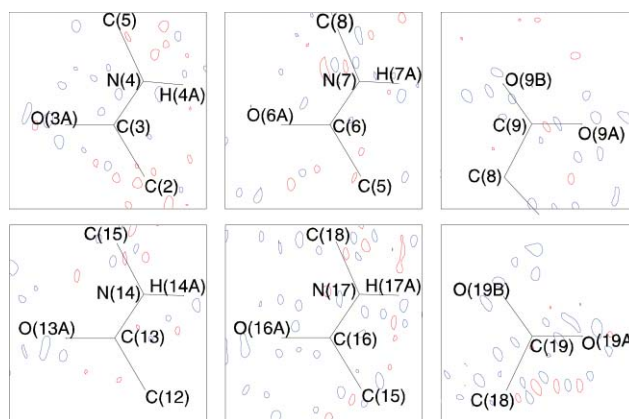 C(5)
N(4)
H(4A)
O(3A)
C(3)
C(2)
C(8)
N(7)
H(7A)
O(6A)
C(6)
C(5)
O(9B)
C(9)
O(9A)
C(8)
C(15)
N(14)
H(14A)
O(13A)
C(13)
C(12)
C(18)
N(17)
H(17A)
O(16A)
C(16)
C(15)
O(19B)
C(19)
O(19A)
C(18)